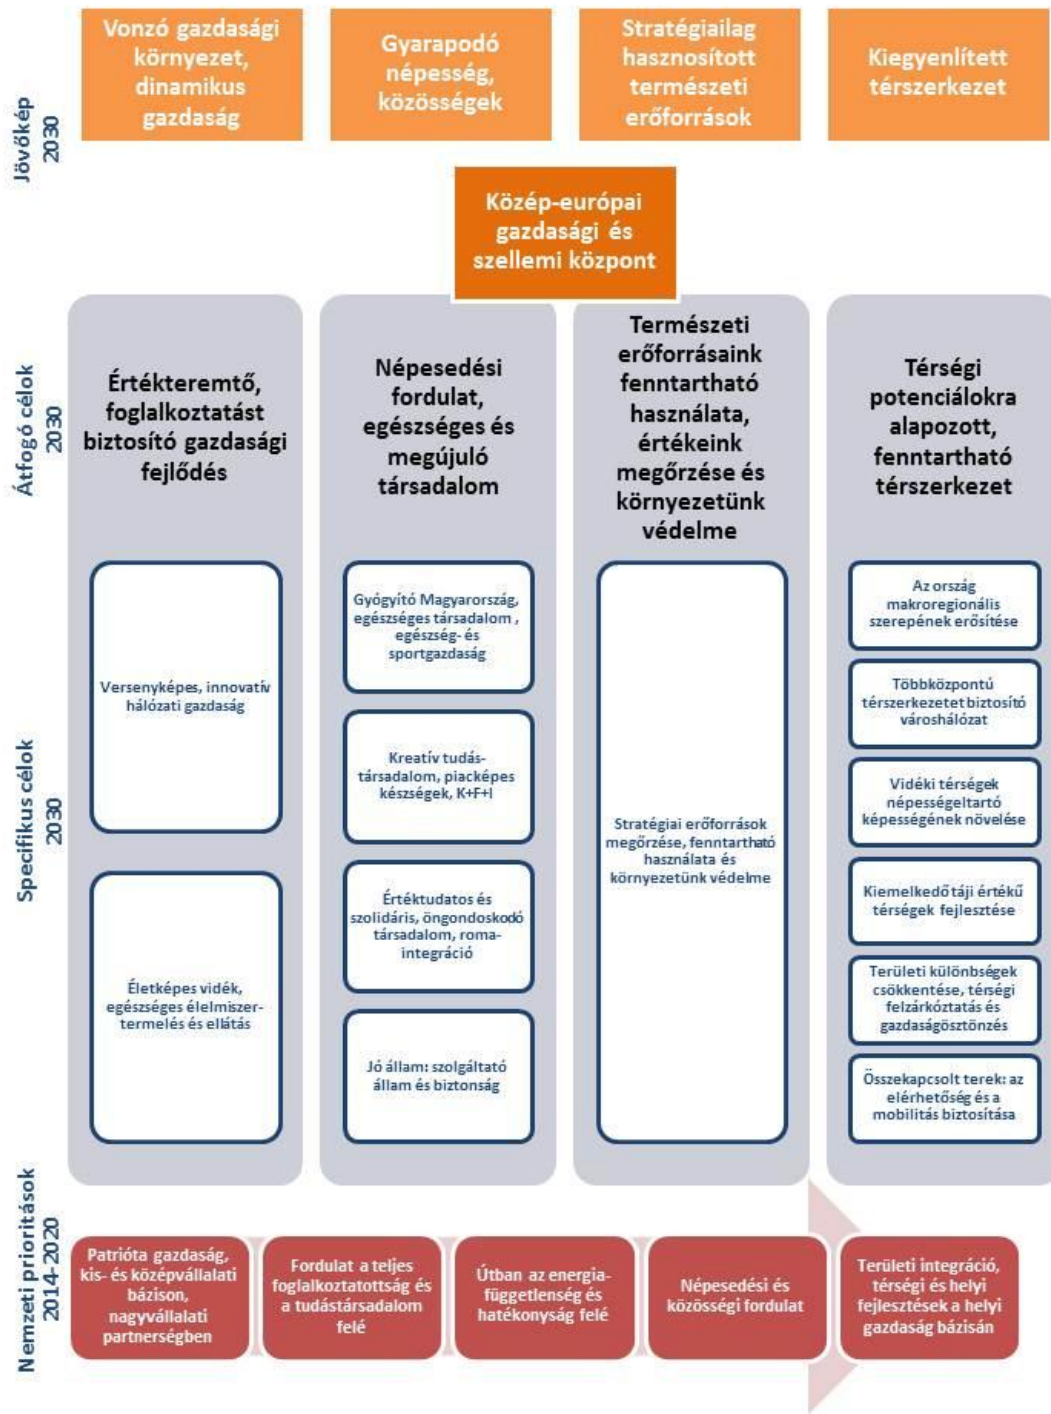 Jövőkép
2030
Vonzó gazdasági
környezet,
dinamikus
gazdaság
Gyarapodó
népesség,
közösségek
Stratégiailag
hasznosított
természeti
erőforrások
Kiegyenlített
térszerkezet
Közép-európai
gazdasági és
szellemi központ
Átfogó célok
2030
Értékteremtő,
foglalkoztatást
biztosító gazdasági
fejlődés
Népesedési
fordulat,
egészséges és
megújuló
társadalom
Természeti
erőforrásaink
fenntartható
használata,
értékeink
megőrzése és
környezetünk
védelme
Térségi
potenciálokra
alapozott,
fenntartható
térszerkezet
Specifikus célok
2030
Versenyképes, innovatív
hálózati gazdaság
Életképes vidék,
egészséges élelmiszer-
termelés és ellátás
Gyógyító Magyarország,
egészséges társadalom ,
egészség- és
sportgazdaság
Kreatív tudás-
társadalom, piacképes
készségek, K+F+I
Értéktudatos és
szolidáris, öngondoskodó
társadalom, roma-
integráció
Jó állam: szolgáltató
állam és biztonság
Stratégiai erőforrások
megőrzése, fenntartható
használata és
környezetünk védelme
Az ország
makroregionális
szerepének erősítése
Többközpontú
térszerkezetet biztosító
városhálózat
Vidéki térségek
népességeltartó
képességének növelése
Kiemelkedő táji értékű
térségek fejlesztése
Területi különbségek
csökkentése, térségi
felzárkóztatás és
gazdaságösztönzés
Összekapcsolt terek: az
elérhetőség és a
mobilitás biztosítása
Nemzeti prioritások
2014-2020
Patrióta gazdaság,
kis- és középvállalati
bázison,
nagyvállalati
partnerségben
Fordulat a teljes
foglalkoztatottság és
a tudástársadalom
felé
Útban az energia-
függetlenség és
hatékonyság felé
Népesedési és
közösségi fordulat
Területi integráció,
térségi és helyi
fejlesztések a helyi
gazdaság bázisán